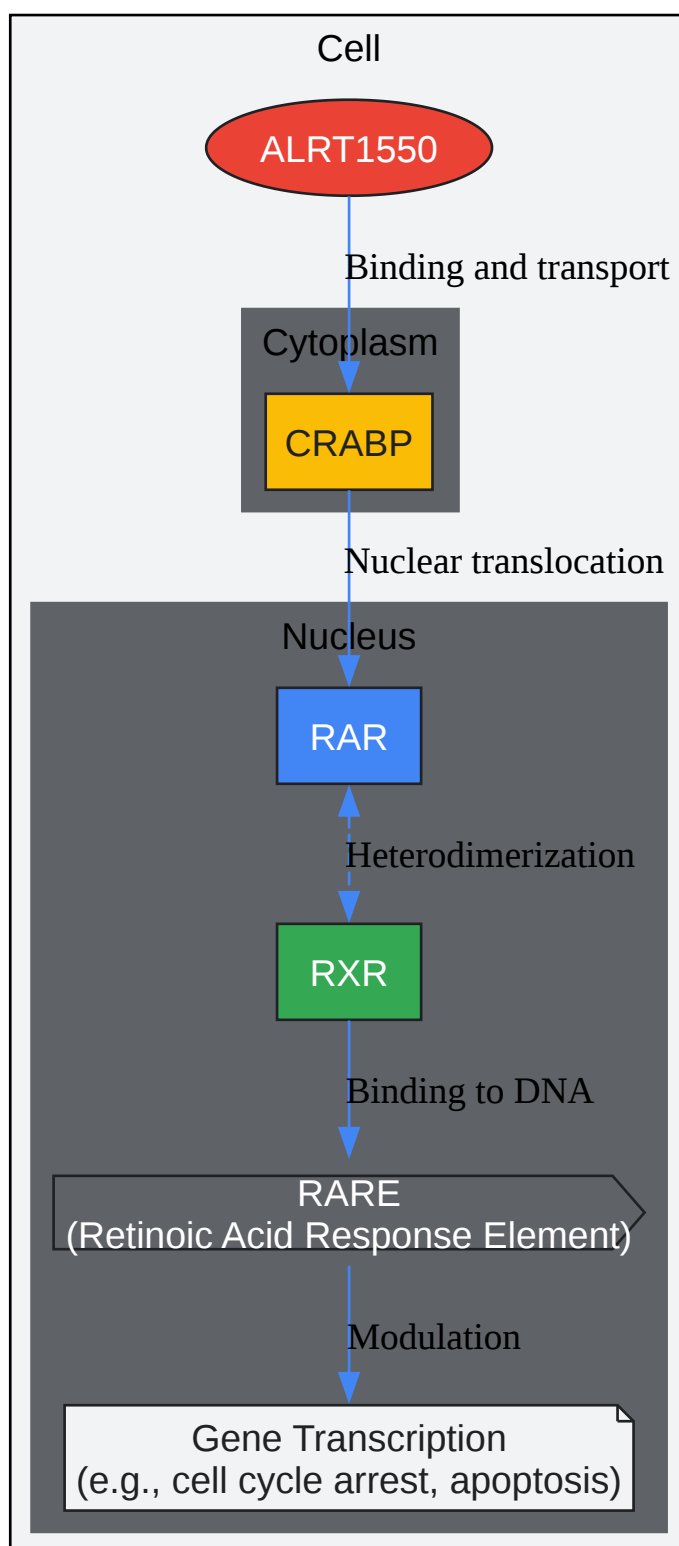 Cell
ALRT1550
Binding and transport
Cytoplasm
CRABP
Nuclear translocation
Nucleus
RAR
Heterodimerization
RXR
Binding to DNA
RARE
(Retinoic Acid Response Element)
Modulation
Gene Transcription
(e.g., cell cycle arrest, apoptosis)